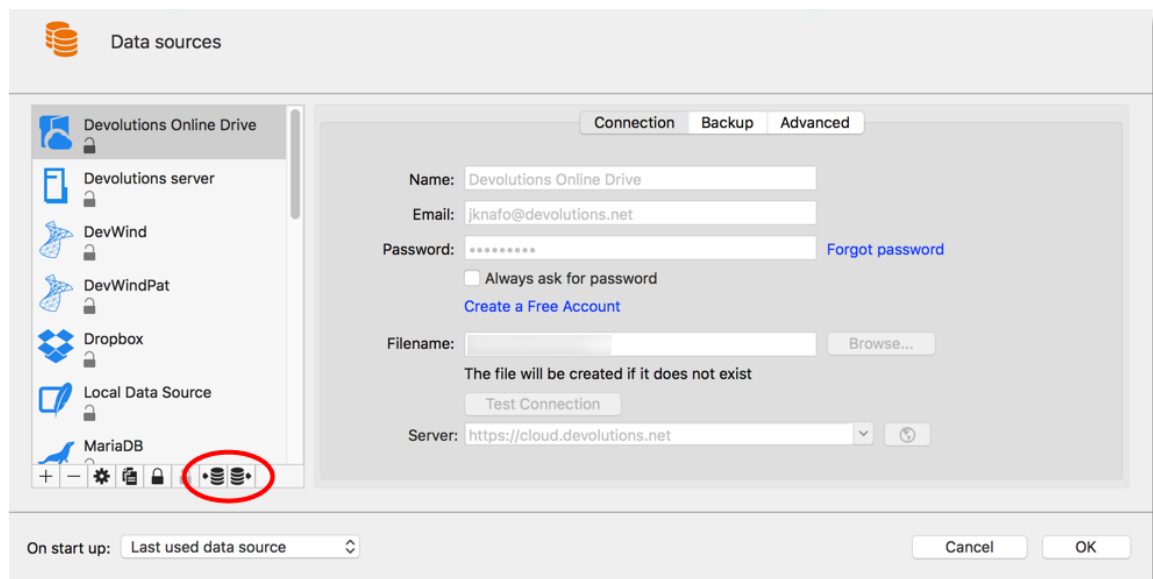 Data sources
Devolutions Online Drive
Devolutions server
DevWind
DevWindPat
Dropbox
Local Data Source
MariaDB
Connection Backup Advanced
Name: Devolutions Online Drive
Email: jknafo@devolutions.net
Password: ••••••••• Forgot password
Always ask for password
Create a Free Account
Filename: Browse...
The file will be created if it does not exist
Test Connection
Server: https://cloud.devolutions.net
On start up: Last used data source
Cancel OK